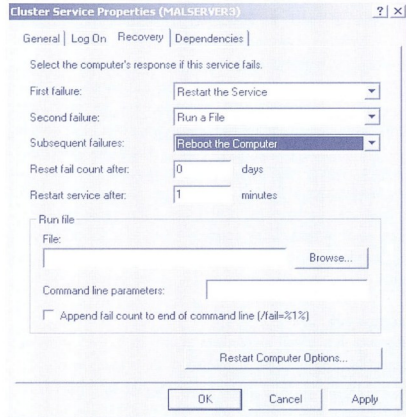 Cluster Service Properties (MALSERVER3) ? X
General Log On Recovery Dependencies
Select the computer's response if this service fails.
First failure: Restart the Service
Second failure: Run a File
Subsequent failures: Reboot the Computer
Reset fail count after: 0 days
Restart service after: 1 minutes
Run file
File:
Browse...
Command line parameters:
Append fail count to end of command line (/fail=%1%)
Restart Computer Options...
OK Cancel Apply